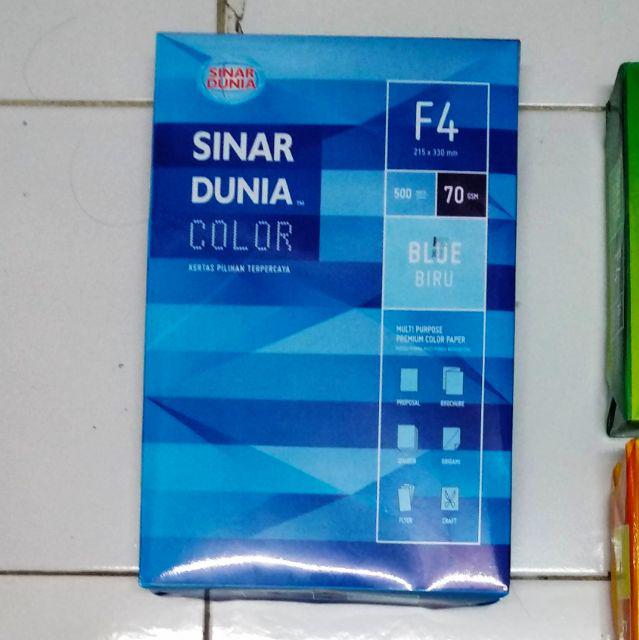 SINAR
DUNIA
SINAR
DUNIA™
COLOR
KERTAS PILIHAN TERPERCAYA
F4
215 x 330 mm
500
70 GSM
BLUE
BIRU
MULTI PURPOSE
PREMIUM COLOR PAPER
PROPOSAL
BROCHURE
ORIGAMI
FLYER
CRAFT